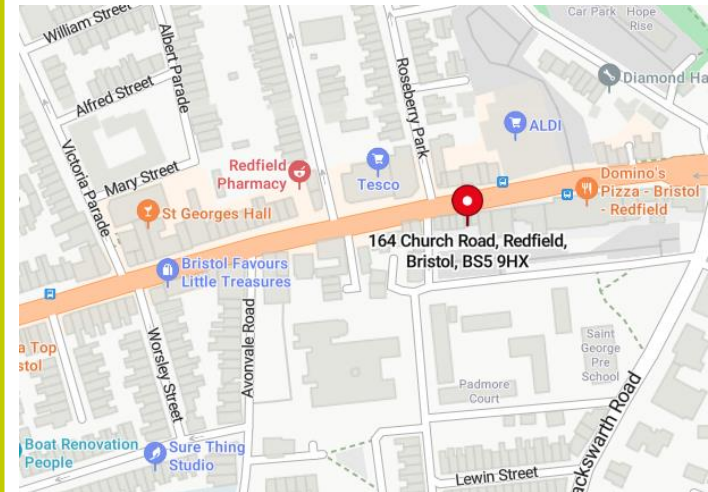 William Street
Albert Parade
Alfred Street
Victoria Parade
Mary Street
Redfield
Pharmacy
St Georges Hall
Bristol Favours
Little Treasures
Worsley Street
Avonvale Road
a Top
stol
Boat Renovation
People
Sure Thing
Studio
Tesco
Roseberry Park
ALDI
Car Park
Hope
Rise
Diamond Ha
Domino's
Pizza - Bristol
- Redfield
164 Church Road, Redfield,
Bristol, BS5 9HX
Saint
George
Pre
School
Padmore
Court
Lewin Street
acksworth Road